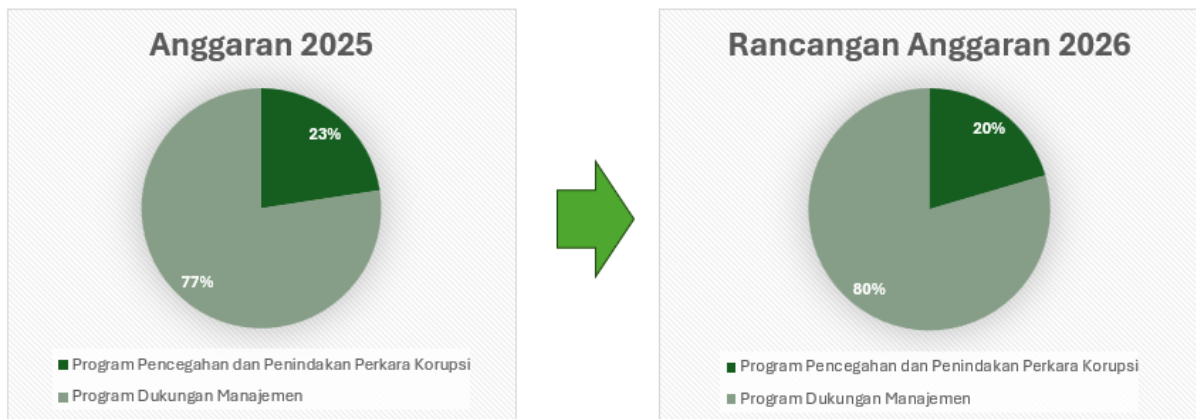 Anggaran 2025
23%
77%
Program Pencegahan dan Penindakan Perkara Korupsi
Program Dukungan Manajemen
Rancangan Anggaran 2026
20%
80%
Program Pencegahan dan Penindakan Perkara Korupsi
Program Dukungan Manajemen